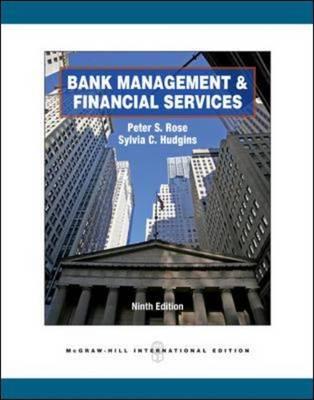 BANK MANAGEMENT &
FINANCIAL SERVICES
Peter S. Rose
Sylvia C. Hudgins
Ninth Edition
McGRAW-HILL INTERNATIONAL EDITION